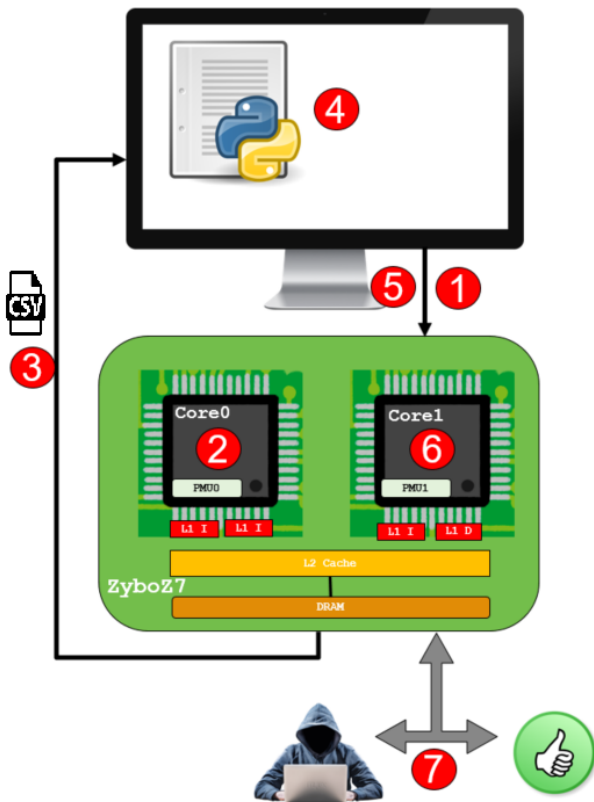 4
5
1
CSV
3
Core0
2
PMU0
L1 I
L1 I
Core1
6
PMU1
L1 I
L1 D
L2 Cache
ZyboZ7
DRAM
7